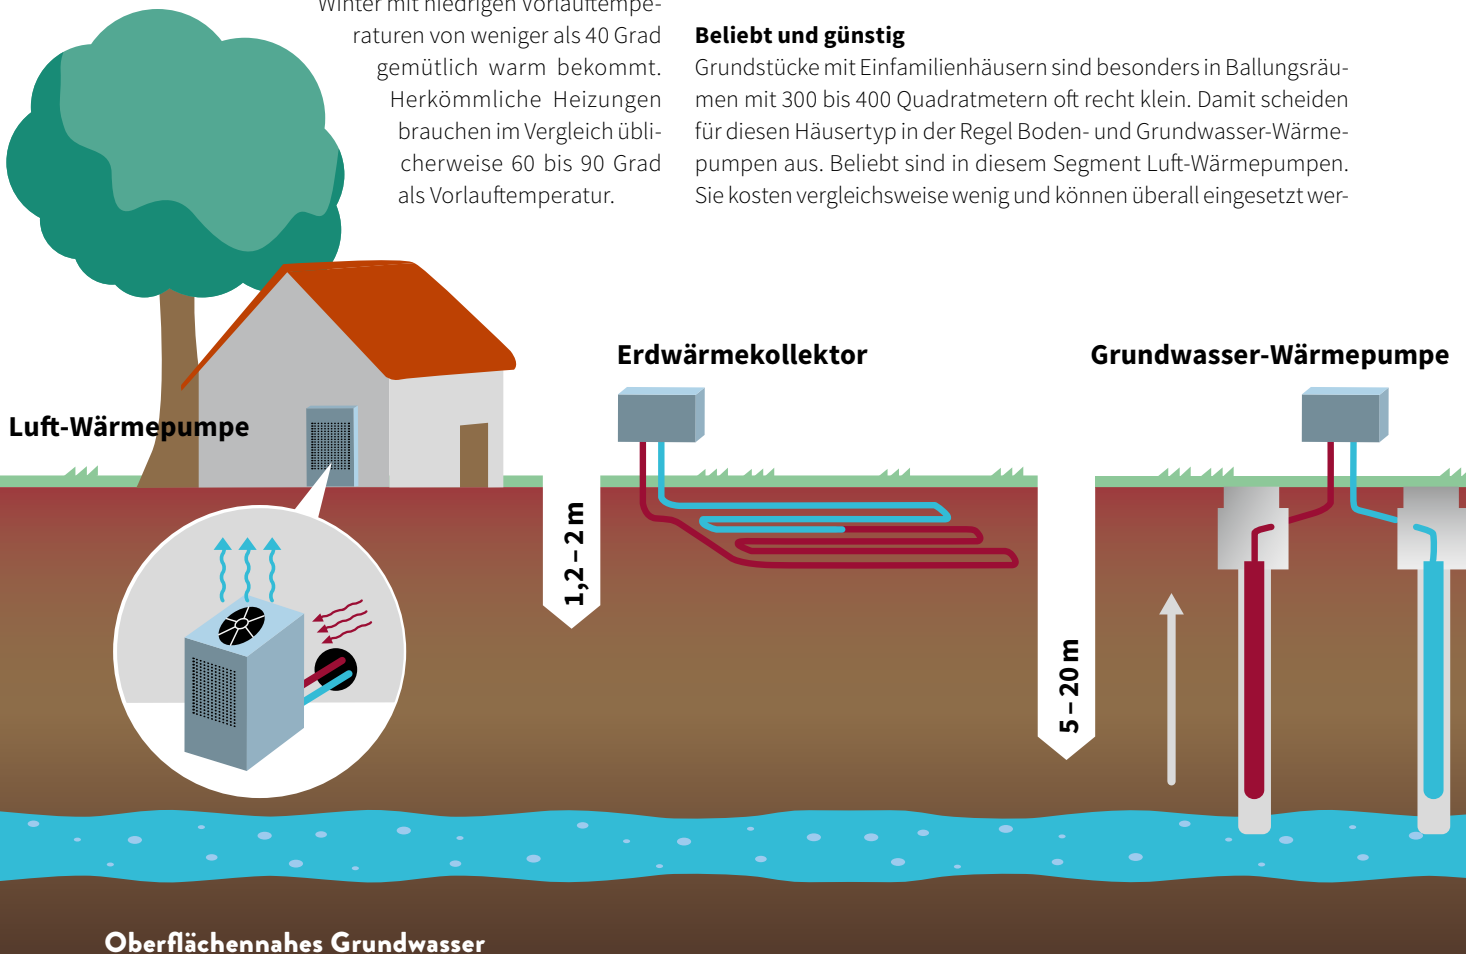 Winter mit niedrigen Vorlauftempe-
raturen von weniger als 40 Grad
gemütlich warm bekommt.
Herkömmliche Heizungen
brauchen im Vergleich übli-
cherweise 60 bis 90 Grad
als Vorlauftemperatur.
Beliebt und günstig
Grundstücke mit Einfamilienhäusern sind besonders in Ballungsräu-
men mit 300 bis 400 Quadratmetern oft recht klein. Damit scheiden
für diesen Häusertyp in der Regel Boden- und Grundwasser-Wärme-
pumpen aus. Beliebt sind in diesem Segment Luft-Wärmepumpen.
Sie kosten vergleichsweise wenig und können überall eingesetzt wer-
Luft-Wärmepumpe
Erdwärmekollektor
Grundwasser-Wärmepumpe
1,2 – 2 m
5 – 20 m
Oberflächennahes Grundwasser